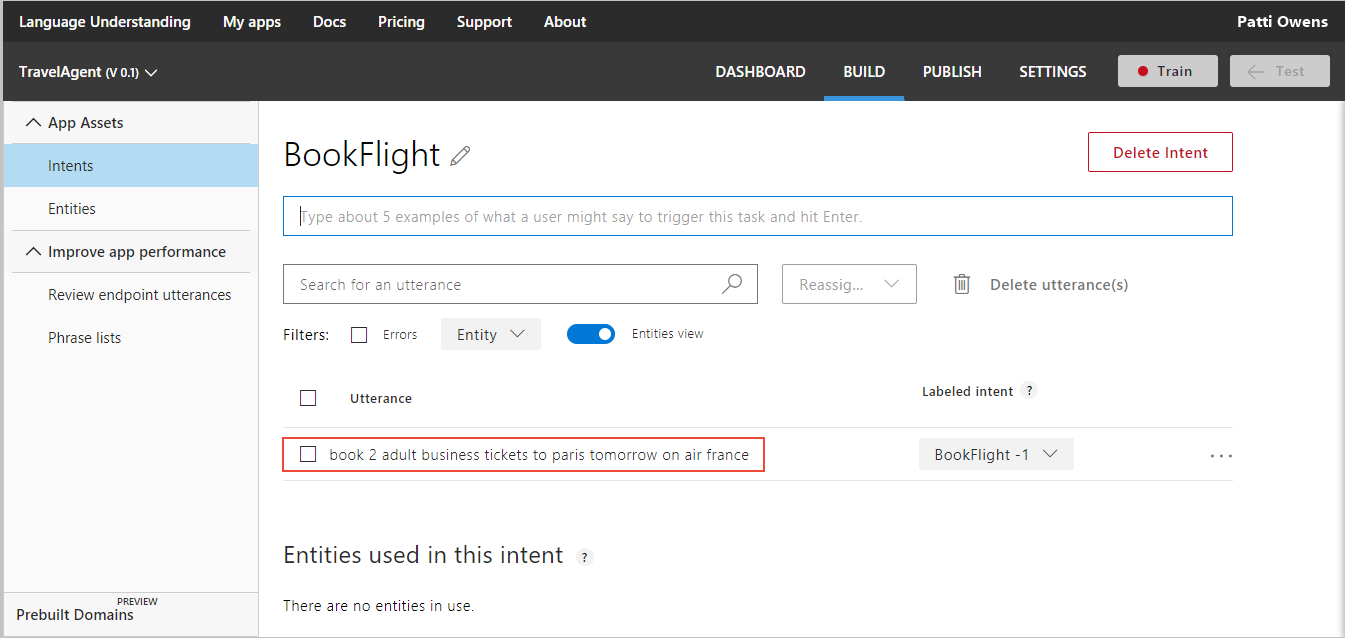 Language Understanding My apps Docs Pricing Support About Patti Owens
TravelAgent (V 0.1) DASHBOARD BUILD PUBLISH SETTINGS Train Test
App Assets
Intents
Entities
Improve app performance
Review endpoint utterances
Phrase lists
PREVIEW
Prebuilt Domains
BookFlight Delete Intent
Type about 5 examples of what a user might say to trigger this task and hit Enter.
Search for an utterance Reassig... Delete utterance(s)
Filters: Errors Entity Entities view
Utterance Labeled intent ?
book 2 adult business tickets to paris tomorrow on air france BookFlight -1 ...
Entities used in this intent ?
There are no entities in use.